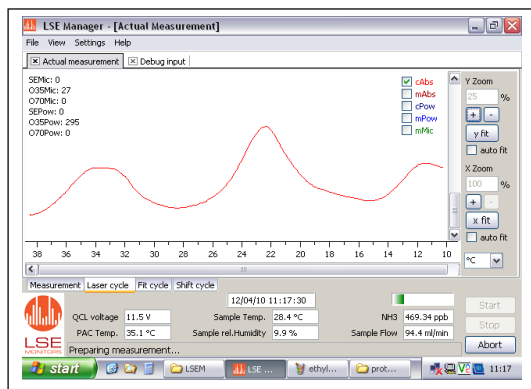 LSE Manager - [Actual Measurement]
File View Settings Help
Actual measurement Debug input
SEMic: 0
O35Mic: 27
O70Mic: 0
SEPow: 0
O35Pow: 295
O70Pow: 0
cAbs
mAbs
cPow
mPow
mMic
Y Zoom
25 %
+ -
y fit
auto fit
X Zoom
100 %
+ -
x fit
auto fit
°C
38 36 34 32 30 28 26 24 22 20 18 16 14 12 10
Measurement Laser cycle Fit cycle Shift cycle
12/04/10 11:17:30
QCL voltage 11.5 V Sample Temp. 28.4 °C NH3 469.34 ppb
PAC Temp. 35.1 °C Sample rel.Humidity 9.9 % Sample Flow 94.4 ml/min
LSE
MONITORS
Preparing measurement...
Start
Stop
Abort
start LSEM LSE ... ethyl... prot... 11:17